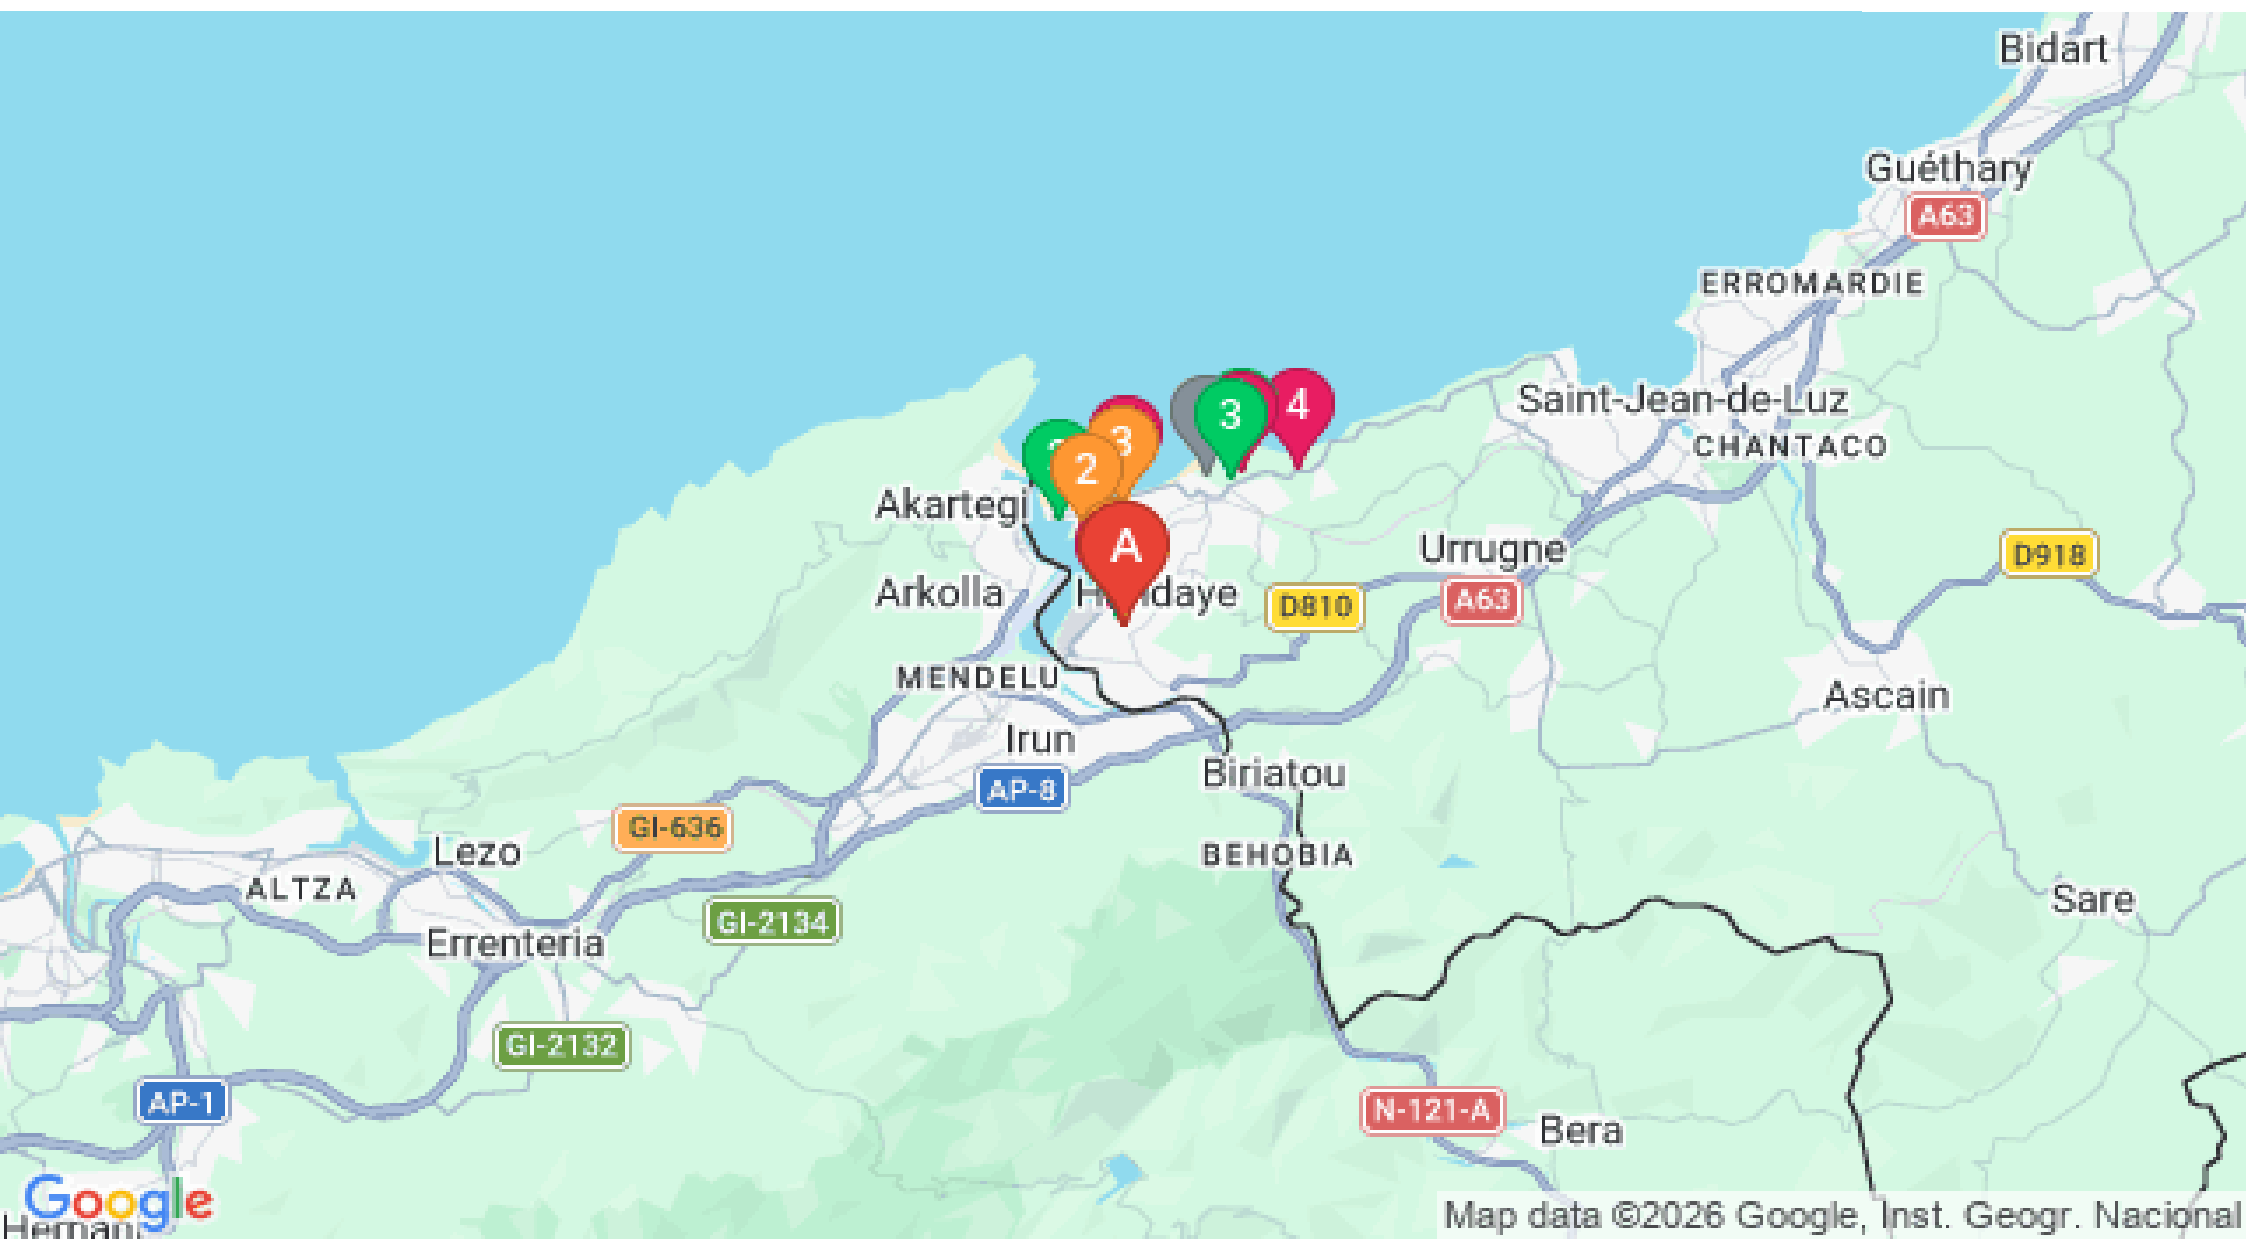 Bidart
Guéthary
A63
ERROMARDIE
Saint-Jean-de-Luz
CHANTACO
4
3
3
2
A
Akartegi
Urrugne
D918
Arkolla
D810
A63
MENDELU
Ascain
Irun
Biriatou
AP-8
GI-636
Lezo
BEHOBIA
ALTZA
Sare
GI-2134
Errenteria
GI-2132
AP-1
N-121-A
Bera
Google
Map data ©2026 Google, Inst. Geogr. Nacional